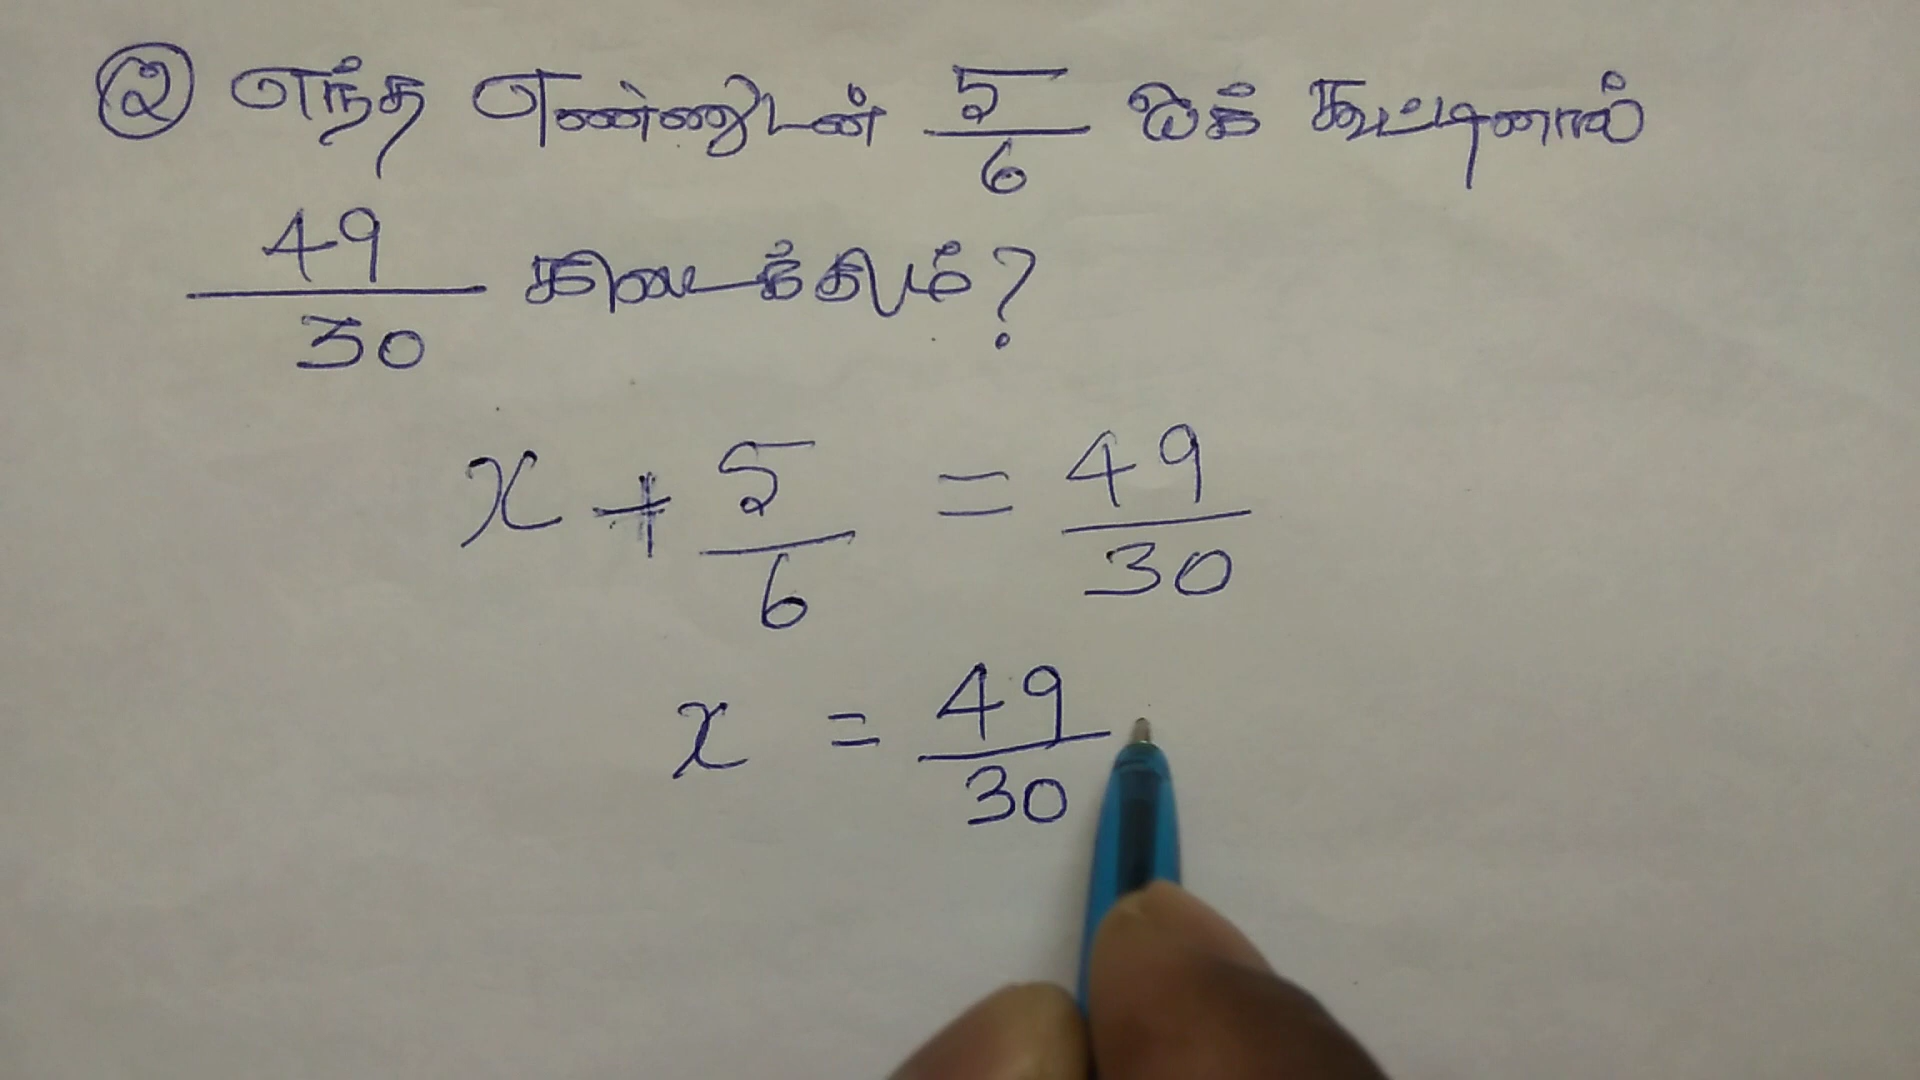 2) எந்த எண்ணுடன் 5/6 ஐக் கூட்டினால்
49/30 கிடைக்கும்?
x + 5/6 = 49/30
x = 49/30